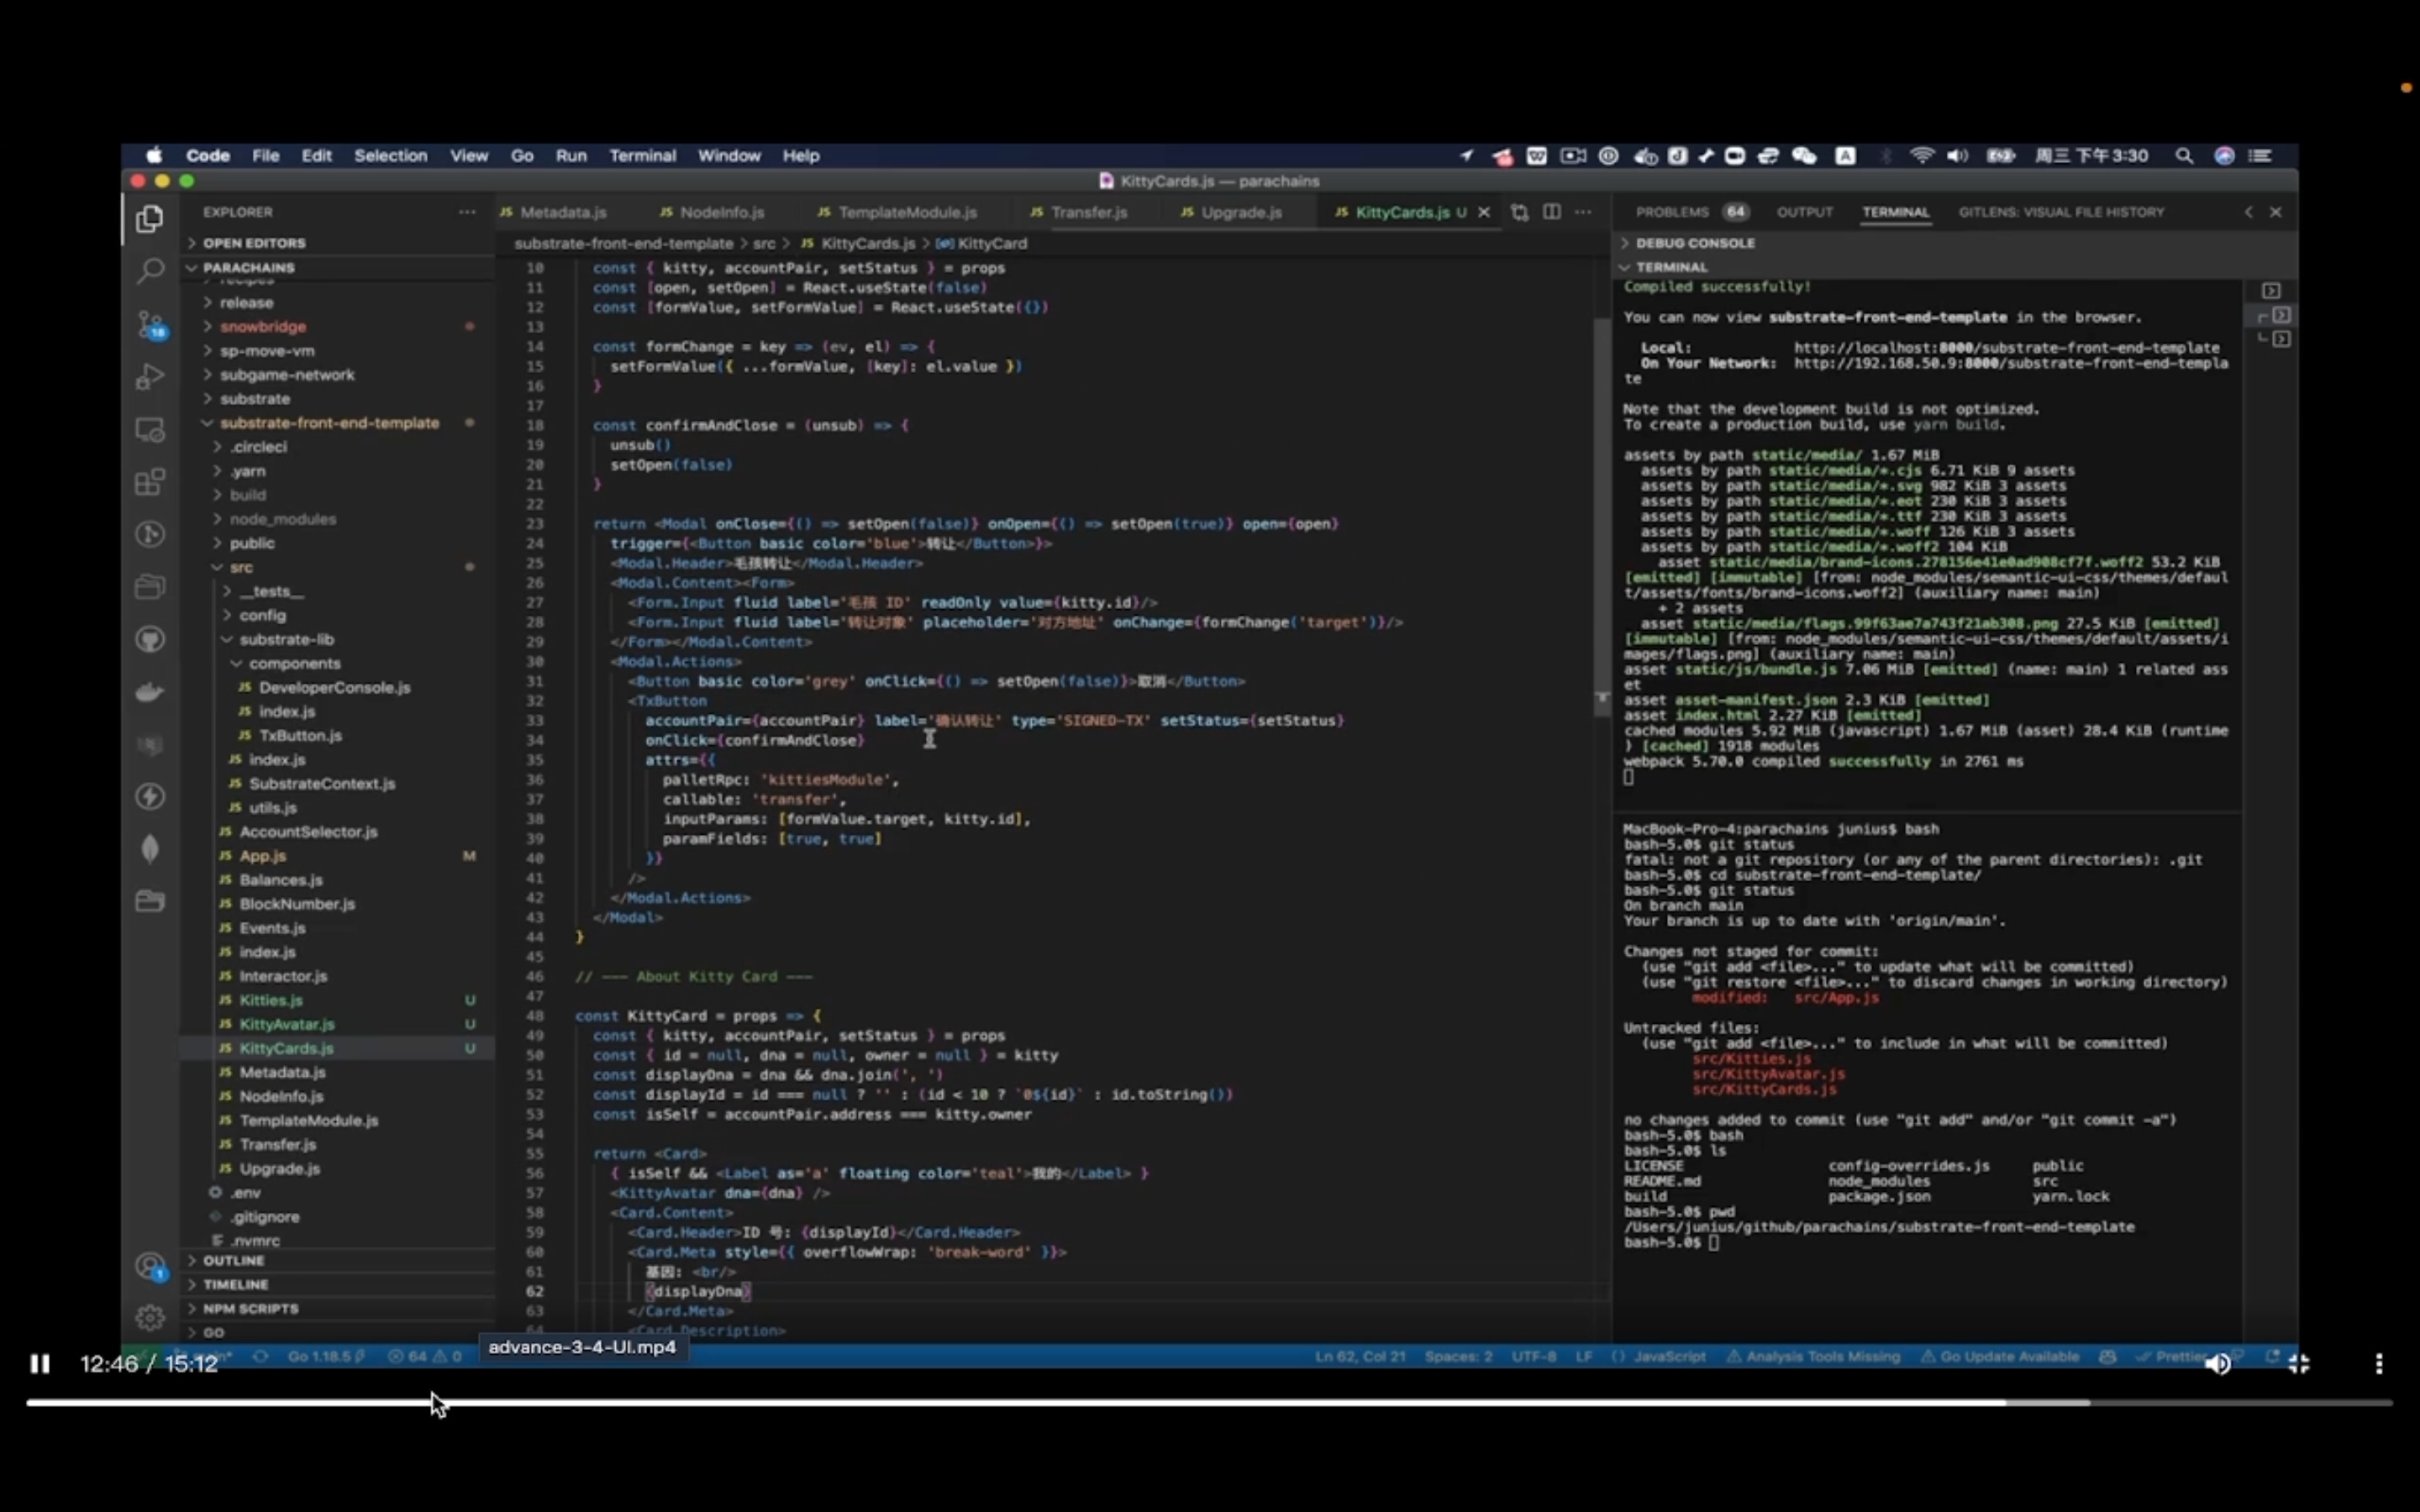 Code File Edit Selection View Go Run Terminal Window Help
周三下午3:30
KittyCards.js — parachains
EXPLORER
OPEN EDITORS
PARACHAINS
recipes
release
snowbridge
sp-move-vm
subgame-network
substrate
substrate-front-end-template
.circleci
.yarn
build
node_modules
public
src
__tests__
config
substrate-lib
components
JS DeveloperConsole.js
JS index.js
JS TxButton.js
JS index.js
JS SubstrateContext.js
JS utils.js
JS AccountSelector.js
JS App.js M
JS Balances.js
JS BlockNumber.js
JS Events.js
JS index.js
JS Interactor.js
JS Kitties.js U
JS KittyAvatar.js U
JS KittyCards.js U
JS Metadata.js
JS NodeInfo.js
JS TemplateModule.js
JS Transfer.js
JS Upgrade.js
.env
.gitignore
.nvmrc
OUTLINE
TIMELINE
NPM SCRIPTS
GO
JS Metadata.js JS NodeInfo.js JS TemplateModule.js JS Transfer.js JS Upgrade.js JS KittyCards.js U
substrate-front-end-template > src > JS KittyCards.js > KittyCard
10 const { kitty, accountPair, setStatus } = props
11 const [open, setOpen] = React.useState(false)
12 const [formValue, setFormValue] = React.useState({})
13
14 const formChange = key => (ev, el) => {
15 setFormValue({ ...formValue, [key]: el.value })
16 }
17
18 const confirmAndClose = (unsub) => {
19 unsub()
20 setOpen(false)
21 }
22
23 return <Modal onClose={() => setOpen(false)} onOpen={() => setOpen(true)} open={open}
24 trigger={<Button basic color='blue'>转让</Button>}>
25 <Modal.Header>毛孩转让</Modal.Header>
26 <Modal.Content><Form>
27 <Form.Input fluid label='毛孩 ID' readOnly value={kitty.id}/>
28 <Form.Input fluid label='转让对象' placeholder='对方地址' onChange={formChange('target')}/>
29 </Form></Modal.Content>
30 <Modal.Actions>
31 <Button basic color='grey' onClick={() => setOpen(false)}>取消</Button>
32 <TxButton
33 accountPair={accountPair} label='确认转让' type='SIGNED-TX' setStatus={setStatus}
34 onClick={confirmAndClose}
35 attrs={{
36 palletRpc: 'kittiesModule',
37 callable: 'transfer',
38 inputParams: [formValue.target, kitty.id],
39 paramFields: [true, true]
40 }}
41 />
42 </Modal.Actions>
43 </Modal>
44 }
45
46 // --- About Kitty Card ---
47
48 const KittyCard = props => {
49 const { kitty, accountPair, setStatus } = props
50 const { id = null, dna = null, owner = null } = kitty
51 const displayDna = dna && dna.join(', ')
52 const displayId = id === null ? '' : (id < 10 ? `0${id}` : id.toString())
53 const isSelf = accountPair.address === kitty.owner
54
55 return <Card>
56 { isSelf && <Label as='a' floating color='teal'>我的</Label> }
57 <KittyAvatar dna={dna} />
58 <Card.Content>
59 <Card.Header>ID 号: {displayId}</Card.Header>
60 <Card.Meta style={{ overflowWrap: 'break-word' }}>
61 基因: <br/>
62 {displayDna}
63 </Card.Meta>
64 <Card.Description>
PROBLEMS 64 OUTPUT TERMINAL GITLENS: VISUAL FILE HISTORY
DEBUG CONSOLE
TERMINAL
Compiled successfully!
You can now view substrate-front-end-template in the browser.
Local: http://localhost:8000/substrate-front-end-template
On Your Network: http://192.168.50.9:8000/substrate-front-end-templa
te
Note that the development build is not optimized.
To create a production build, use yarn build.
assets by path static/media/ 1.67 MiB
assets by path static/media/*.cjs 6.71 KiB 9 assets
assets by path static/media/*.svg 982 KiB 3 assets
assets by path static/media/*.eot 230 KiB 3 assets
assets by path static/media/*.ttf 230 KiB 3 assets
assets by path static/media/*.woff 126 KiB 3 assets
assets by path static/media/*.woff2 104 KiB
asset static/media/brand-icons.278156e41e0ad908cf7f.woff2 53.2 KiB
[emitted] [immutable] [from: node_modules/semantic-ui-css/themes/defaul
t/assets/fonts/brand-icons.woff2] (auxiliary name: main)
+ 2 assets
asset static/media/flags.99f63ae7a743f21ab308.png 27.5 KiB [emitted]
[immutable] [from: node_modules/semantic-ui-css/themes/default/assets/i
mages/flags.png] (auxiliary name: main)
asset static/js/bundle.js 7.06 MiB [emitted] (name: main) 1 related ass
et
asset asset-manifest.json 2.3 KiB [emitted]
asset index.html 2.27 KiB [emitted]
cached modules 5.92 MiB (javascript) 1.67 MiB (asset) 28.4 KiB (runtime
) [cached] 1918 modules
webpack 5.70.0 compiled successfully in 2761 ms
MacBook-Pro-4:parachains junius$ bash
bash-5.0$ git status
fatal: not a git repository (or any of the parent directories): .git
bash-5.0$ cd substrate-front-end-template/
bash-5.0$ git status
On branch main
Your branch is up to date with 'origin/main'.
Changes not staged for commit:
(use "git add <file>..." to update what will be committed)
(use "git restore <file>..." to discard changes in working directory)
modified: src/App.js
Untracked files:
(use "git add <file>..." to include in what will be committed)
src/Kitties.js
src/KittyAvatar.js
src/KittyCards.js
no changes added to commit (use "git add" and/or "git commit -a")
bash-5.0$ bash
bash-5.0$ ls
LICENSE config-overrides.js public
README.md node_modules src
build package.json yarn.lock
bash-5.0$ pwd
/Users/junius/github/parachains/substrate-front-end-template
bash-5.0$
advance-3-4-UI.mp4
12:46 / 15:12
Go 1.18.5 64 0 Ln 62, Col 21 Spaces: 2 UTF-8 LF JavaScript Analysis Tools Missing Go Update Available Prettier